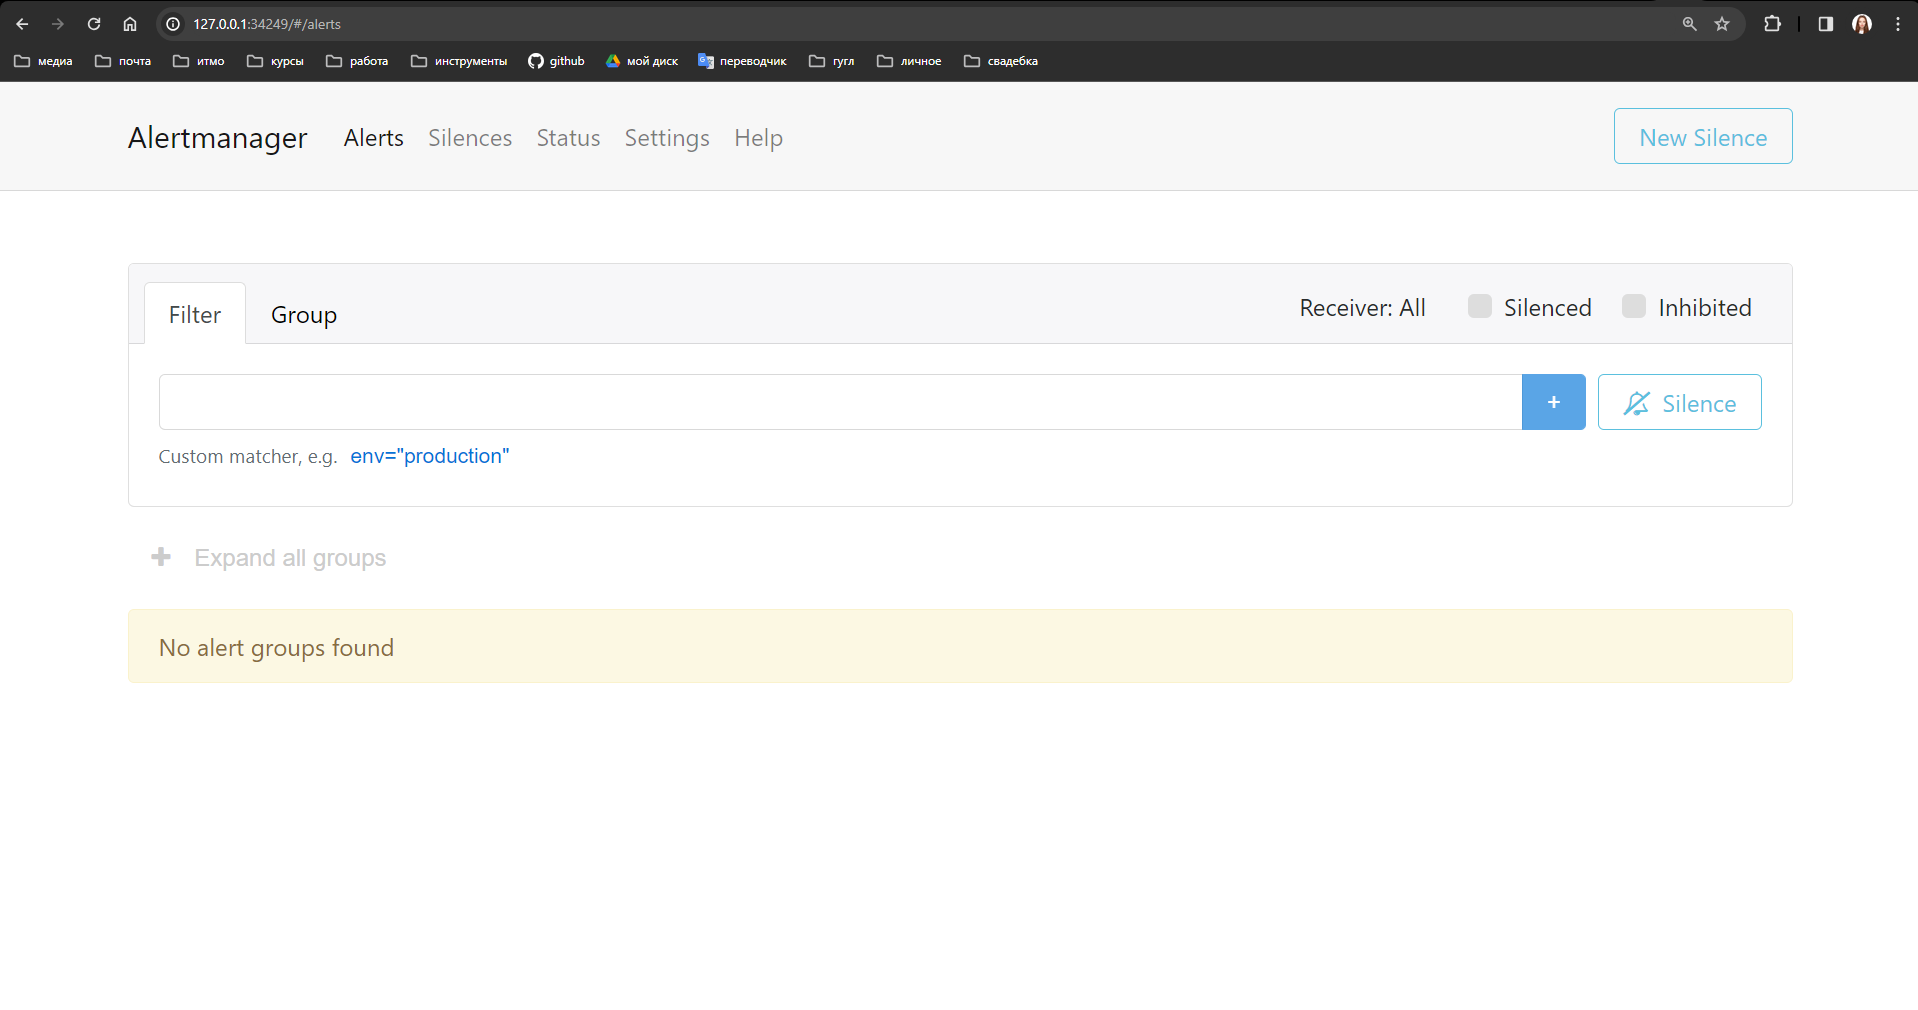 127.0.0.1:34249/#/alerts
медиа почта итмо курсы работа инструменты github мой диск переводчик гугл личное свадебка
Alertmanager Alerts Silences Status Settings Help New Silence
Filter Group Receiver: All Silenced Inhibited
+ Silence
Custom matcher, e.g. env="production"
+ Expand all groups
No alert groups found